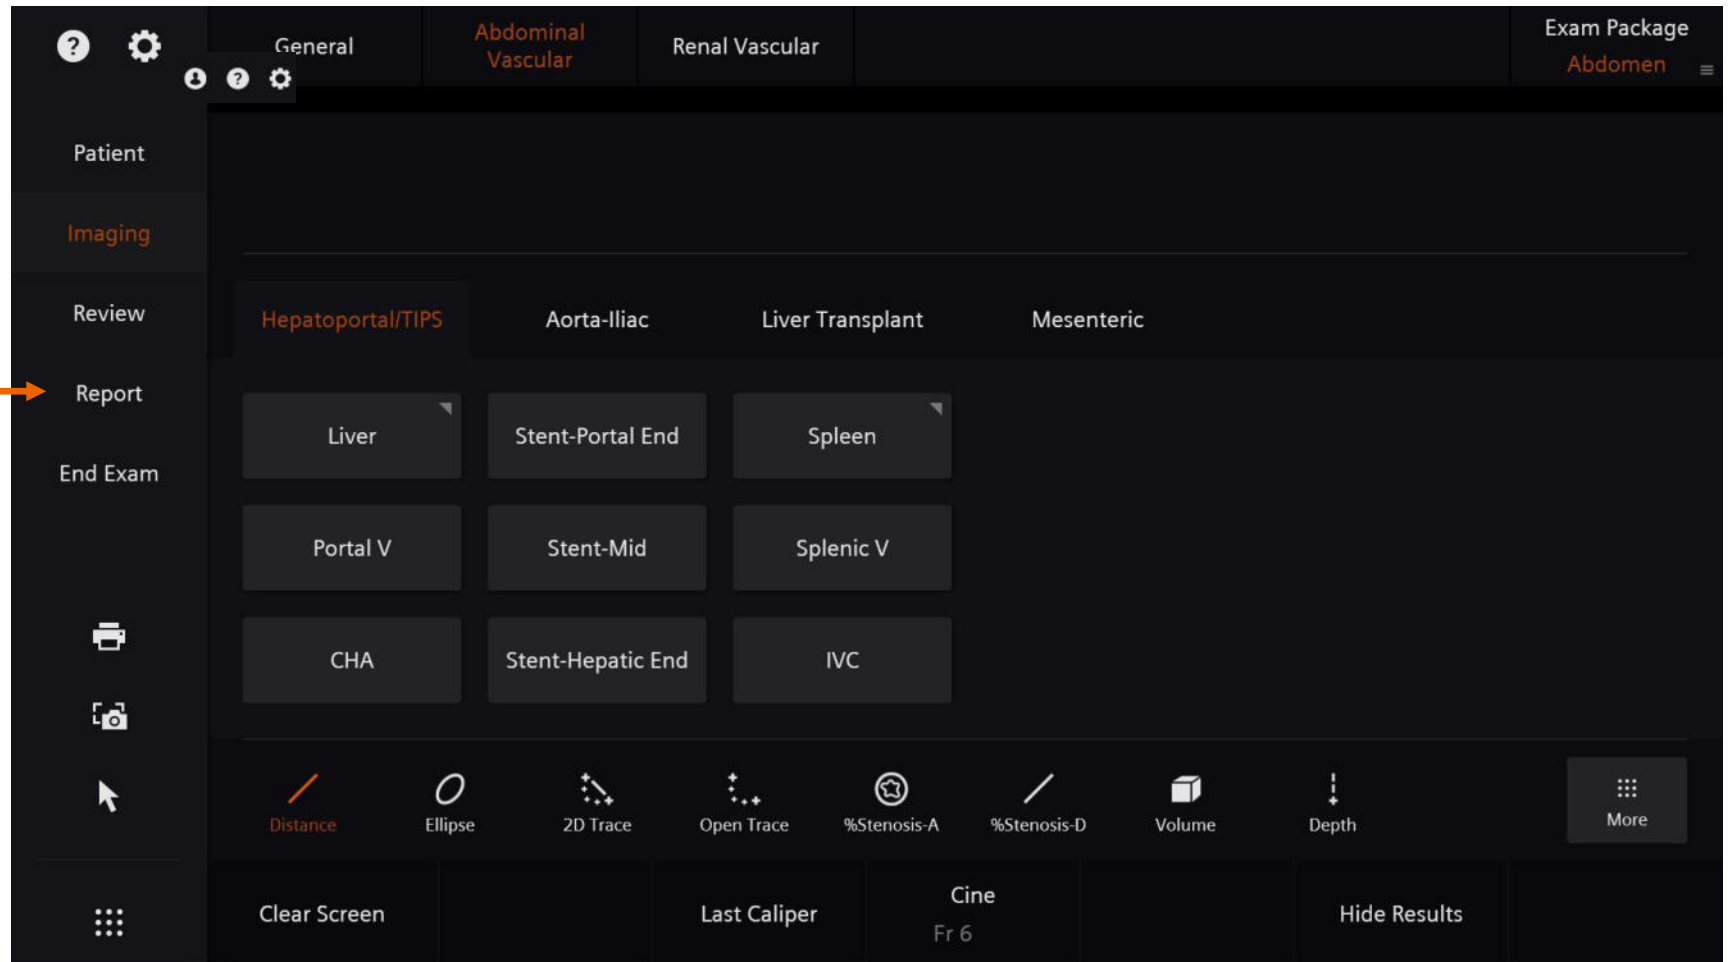 General
Abdominal
Vascular
Renal Vascular
Exam Package
Abdomen
Patient
Imaging
Review
Report
End Exam
Hepatoportal/TIPS
Aorta-Iliac
Liver Transplant
Mesenteric
Liver
Stent-Portal End
Spleen
Portal V
Stent-Mid
Splenic V
CHA
Stent-Hepatic End
IVC
Distance
Ellipse
2D Trace
Open Trace
%Stenosis-A
%Stenosis-D
Volume
Depth
More
Clear Screen
Last Caliper
Cine
Fr 6
Hide Results